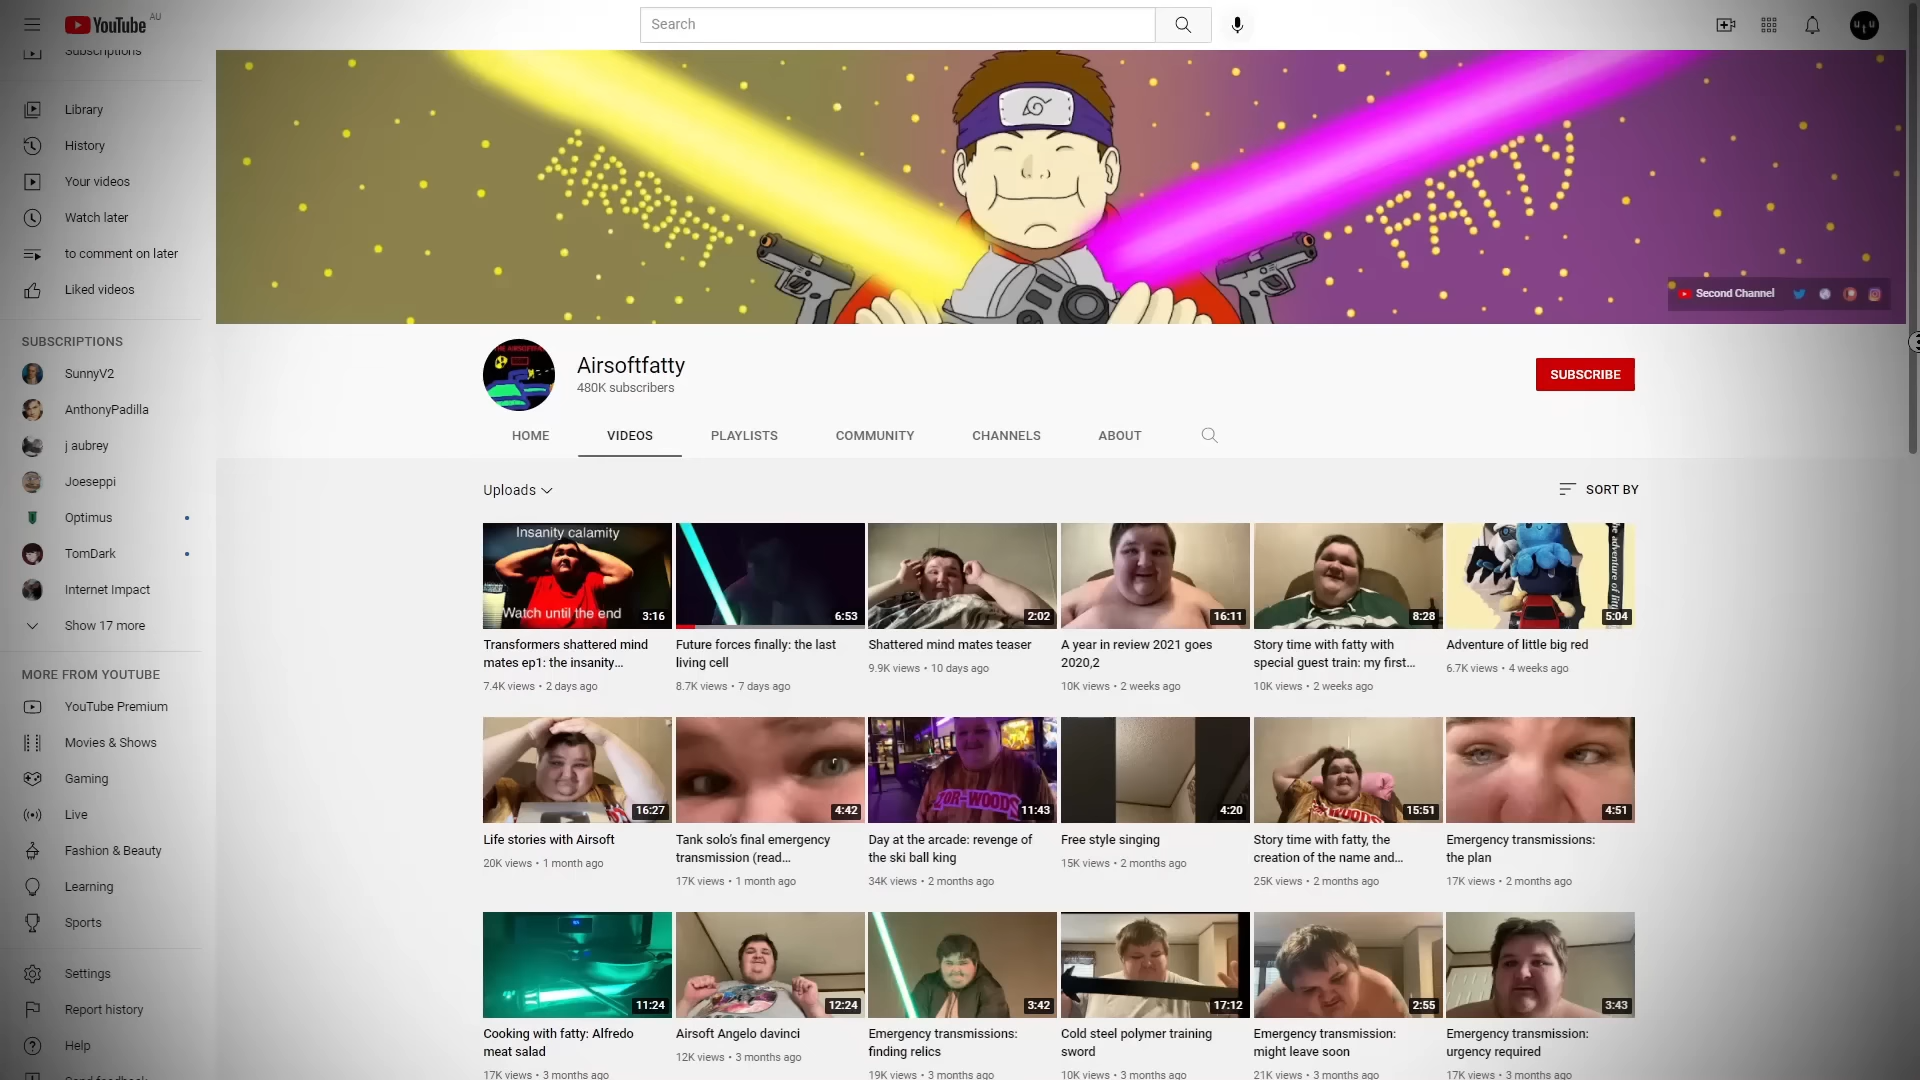 YouTube AU
Search
Subscriptions
Library
History
Your videos
Watch later
to comment on later
Liked videos
SUBSCRIPTIONS
SunnyV2
AnthonyPadilla
j aubrey
Joeseppi
Optimus
TomDark
Internet Impact
Show 17 more
MORE FROM YOUTUBE
YouTube Premium
Movies & Shows
Gaming
Live
Fashion & Beauty
Learning
Sports
Settings
Report history
Help
Send feedback
AIRSOFT
FATTY
Second Channel
Airsoftfatty
480K subscribers
SUBSCRIBE
HOME VIDEOS PLAYLISTS COMMUNITY CHANNELS ABOUT
Uploads
SORT BY
Insanity calamity
Watch until the end
3:16
Transformers shattered mind
mates ep1: the insanity...
7.4K views • 2 days ago
6:53
Future forces finally: the last
living cell
8.7K views • 7 days ago
2:02
Shattered mind mates teaser
9.9K views • 10 days ago
16:11
A year in review 2021 goes
2020,2
10K views • 2 weeks ago
8:28
Story time with fatty with
special guest train: my first...
10K views • 2 weeks ago
5:04
Adventure of little big red
6.7K views • 4 weeks ago
16:27
Life stories with Airsoft
20K views • 1 month ago
4:42
Tank solo's final emergency
transmission (read...
17K views • 1 month ago
11:43
Day at the arcade: revenge of
the ski ball king
34K views • 2 months ago
4:20
Free style singing
15K views • 2 months ago
15:51
Story time with fatty, the
creation of the name and...
25K views • 2 months ago
4:51
Emergency transmissions:
the plan
17K views • 2 months ago
11:24
Cooking with fatty: Alfredo
meat salad
17K views • 3 months ago
12:24
Airsoft Angelo davinci
12K views • 3 months ago
3:42
Emergency transmissions:
finding relics
19K views • 3 months ago
17:12
Cold steel polymer training
sword
10K views • 3 months ago
2:55
Emergency transmission:
might leave soon
21K views • 3 months ago
3:43
Emergency transmission:
urgency required
17K views • 3 months ago